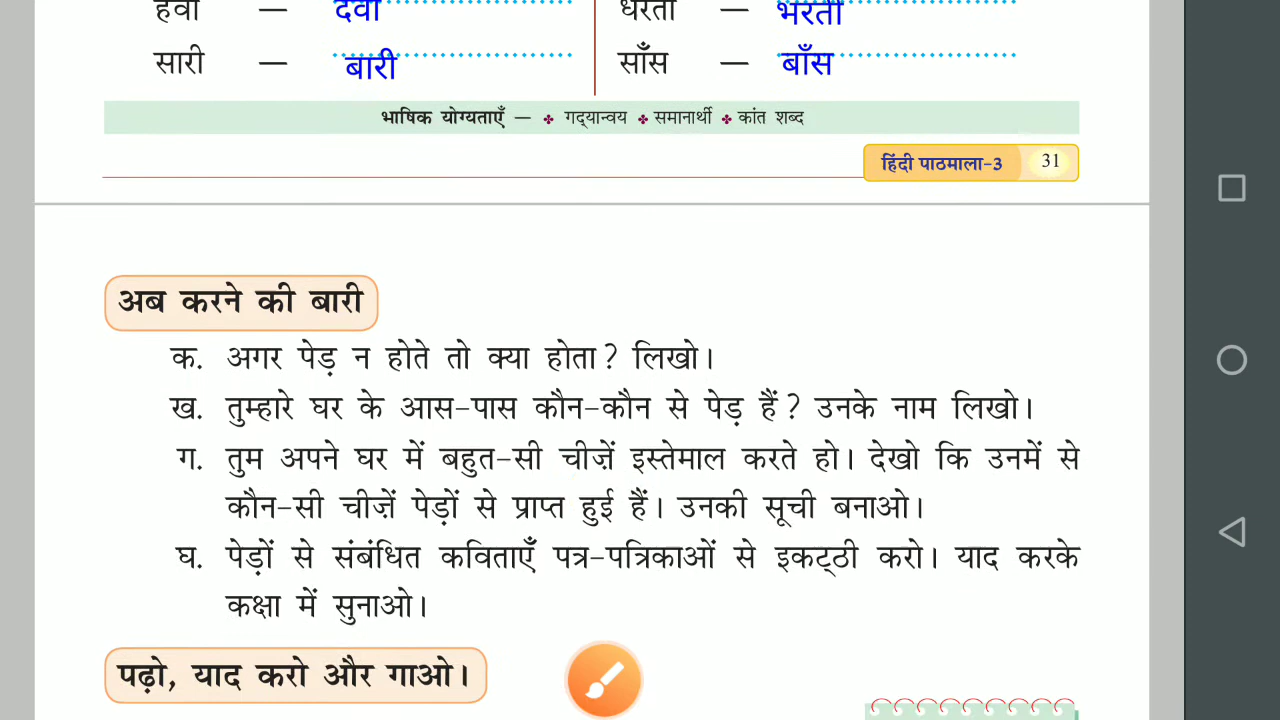 हवा — दवा धरती — भरती
सारी — बारी साँस — बाँस
भाषिक योग्यताएँ — गद्यान्वय समानार्थी कांत शब्द
हिंदी पाठमाला-3 31
अब करने की बारी
क. अगर पेड़ न होते तो क्या होता? लिखो।
ख. तुम्हारे घर के आस-पास कौन-कौन से पेड़ हैं? उनके नाम लिखो।
ग. तुम अपने घर में बहुत-सी चीज़ें इस्तेमाल करते हो। देखो कि उनमें से
कौन-सी चीज़ें पेड़ों से प्राप्त हुई हैं। उनकी सूची बनाओ।
घ. पेड़ों से संबंधित कविताएँ पत्र-पत्रिकाओं से इकट्ठी करो। याद करके
कक्षा में सुनाओ।
पढ़ो, याद करो और गाओ।